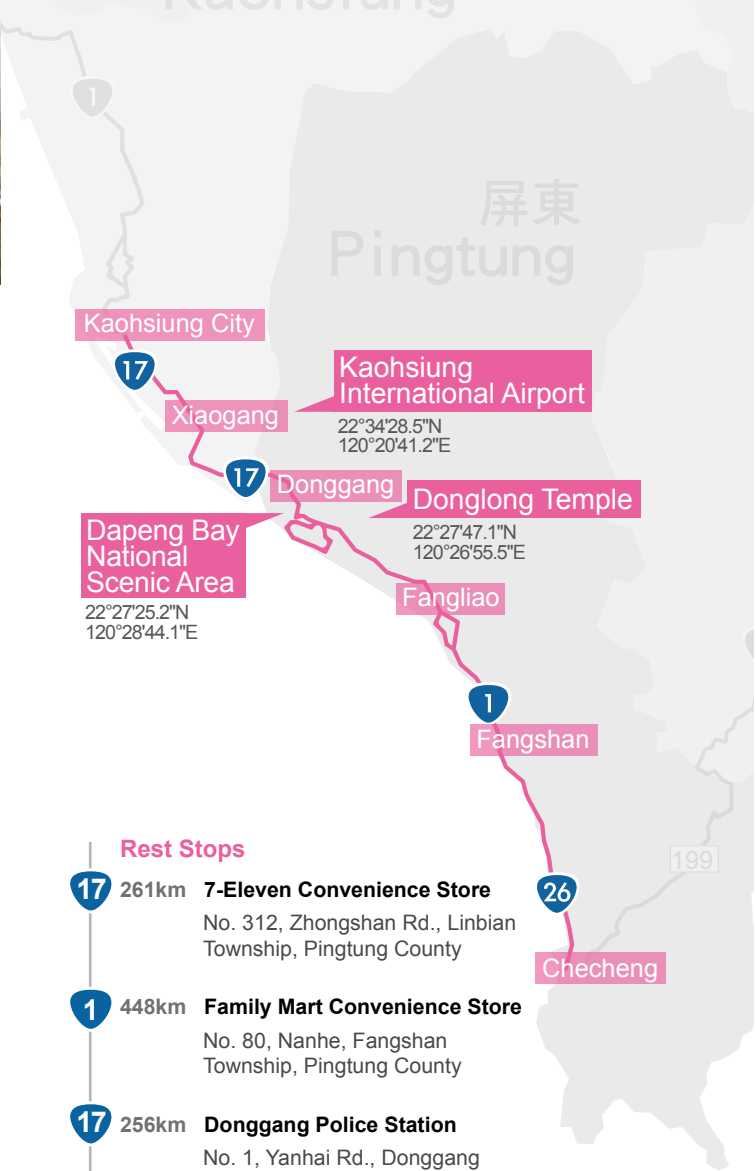 Kaohsiung
1
屏東
Pingtung
Kaohsiung City
17
Kaohsiung
International Airport
22°34'28.5"N
120°20'41.2"E
Xiaogang
17
Donggang
Donglong Temple
22°27'47.1"N
120°26'55.5"E
Dapeng Bay
National
Scenic Area
22°27'25.2"N
120°28'44.1"E
Fangliao
1
Fangshan
199
26
Checheng
Rest Stops
17 261km 7-Eleven Convenience Store
No. 312, Zhongshan Rd., Linbian
Township, Pingtung County
1 448km Family Mart Convenience Store
No. 80, Nanhe, Fangshan
Township, Pingtung County
17 256km Donggang Police Station
No. 1, Yanhai Rd., Donggang